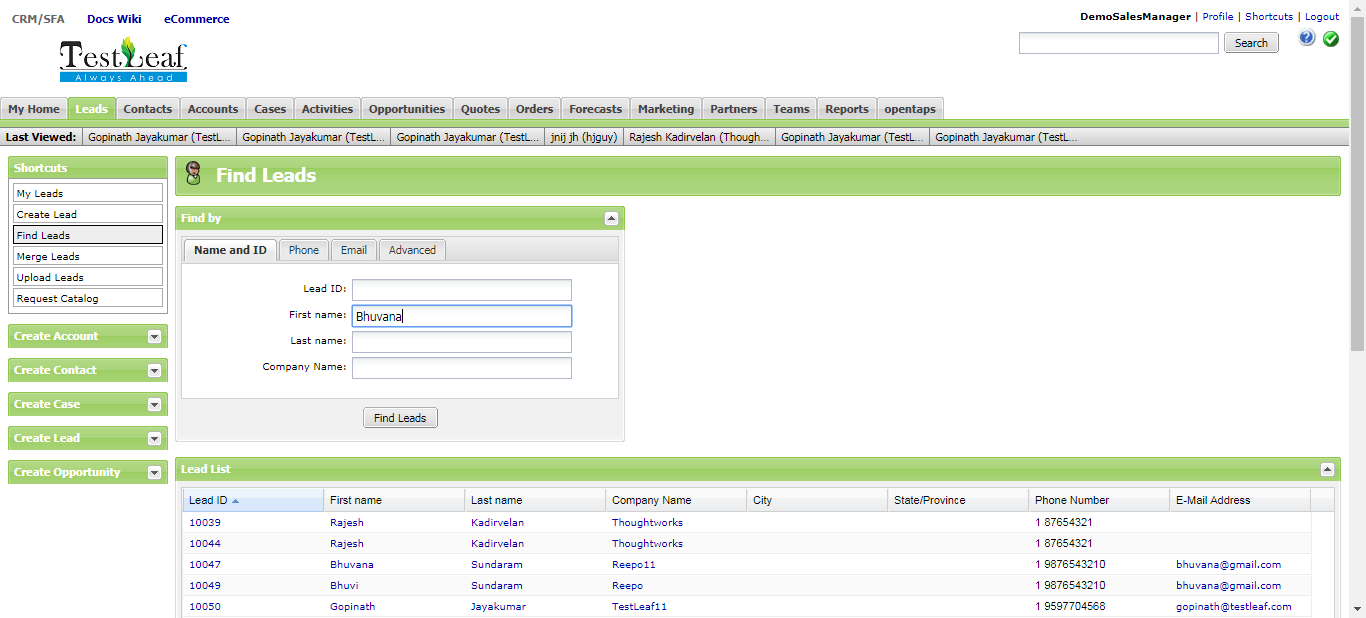 CRM/SFA Docs Wiki eCommerce
DemoSalesManager | Profile | Shortcuts | Logout
Search
TestLeaf
Always Ahead
My Home Leads Contacts Accounts Cases Activities Opportunities Quotes Orders Forecasts Marketing Partners Teams Reports opentaps
Last Viewed: Gopinath Jayakumar (TestL... Gopinath Jayakumar (TestL... Gopinath Jayakumar (TestL... jnij jh (hjguy) Rajesh Kadirvelan (Though... Gopinath Jayakumar (TestL... Gopinath Jayakumar (TestL...
Shortcuts
My Leads
Create Lead
Find Leads
Merge Leads
Upload Leads
Request Catalog
Create Account
Create Contact
Create Case
Create Lead
Create Opportunity
Find Leads
Find by
Name and ID Phone Email Advanced
Lead ID:
First name: Bhuvana
Last name:
Company Name:
Find Leads
Lead List
Lead ID First name Last name Company Name City State/Province Phone Number E-Mail Address
10039 Rajesh Kadirvelan Thoughtworks 1 87654321
10044 Rajesh Kadirvelan Thoughtworks 1 87654321
10047 Bhuvana Sundaram Reepo11 1 9876543210 bhuvana@gmail.com
10049 Bhuvi Sundaram Reepo 1 9876543210 bhuvana@gmail.com
10050 Gopinath Jayakumar TestLeaf11 1 9597704568 gopinath@testleaf.com